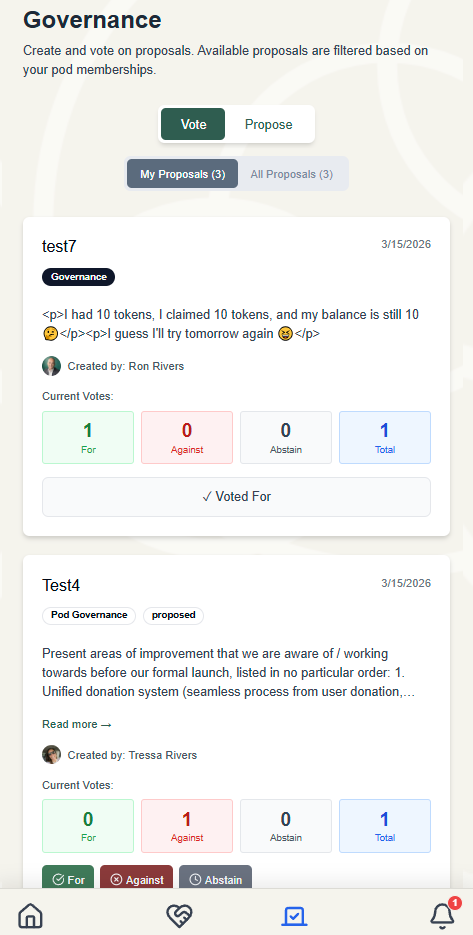 Governance
Create and vote on proposals. Available proposals are filtered based on
your pod memberships.
Vote
Propose
My Proposals (3)
All Proposals (3)
test7
3/15/2026
Governance
<p>I had 10 tokens, I claimed 10 tokens, and my balance is still 10
🤔</p><p>I guess I'll try tomorrow again 😆</p>
Created by: Ron Rivers
Current Votes:
1
For
0
Against
0
Abstain
1
Total
✓ Voted For
Test4
3/15/2026
Pod Governance
proposed
Present areas of improvement that we are aware of / working
towards before our formal launch, listed in no particular order: 1.
Unified donation system (seamless process from user donation,…
Read more →
Created by: Tressa Rivers
Current Votes:
0
For
1
Against
0
Abstain
1
Total
For
Against
Abstain
1